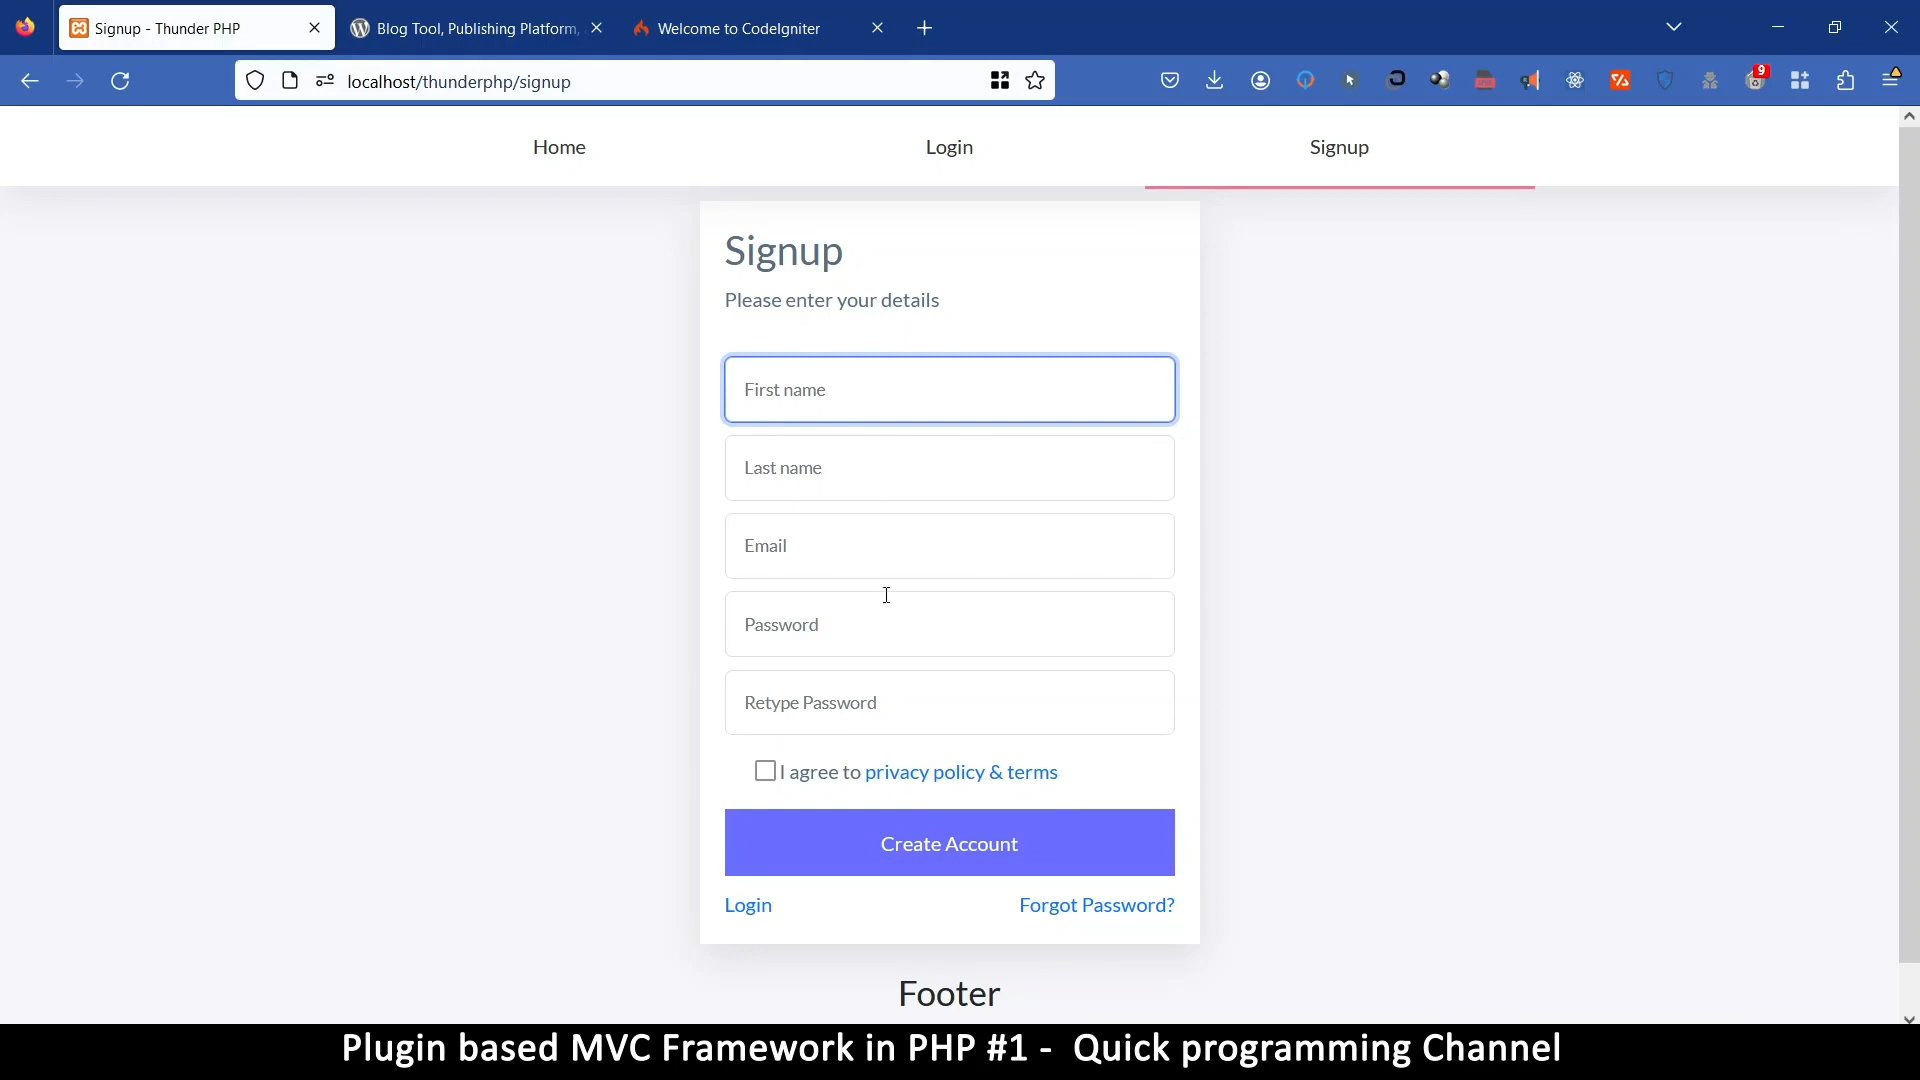 Signup - Thunder PHP
Blog Tool, Publishing Platform,
Welcome to CodeIgniter
localhost/thunderphp/signup
9
Home
Login
Signup
Signup
Please enter your details
First name
Last name
Email
Password
Retype Password
I agree to privacy policy & terms
Create Account
Login
Forgot Password?
Footer
Plugin based MVC Framework in PHP #1 - Quick programming Channel